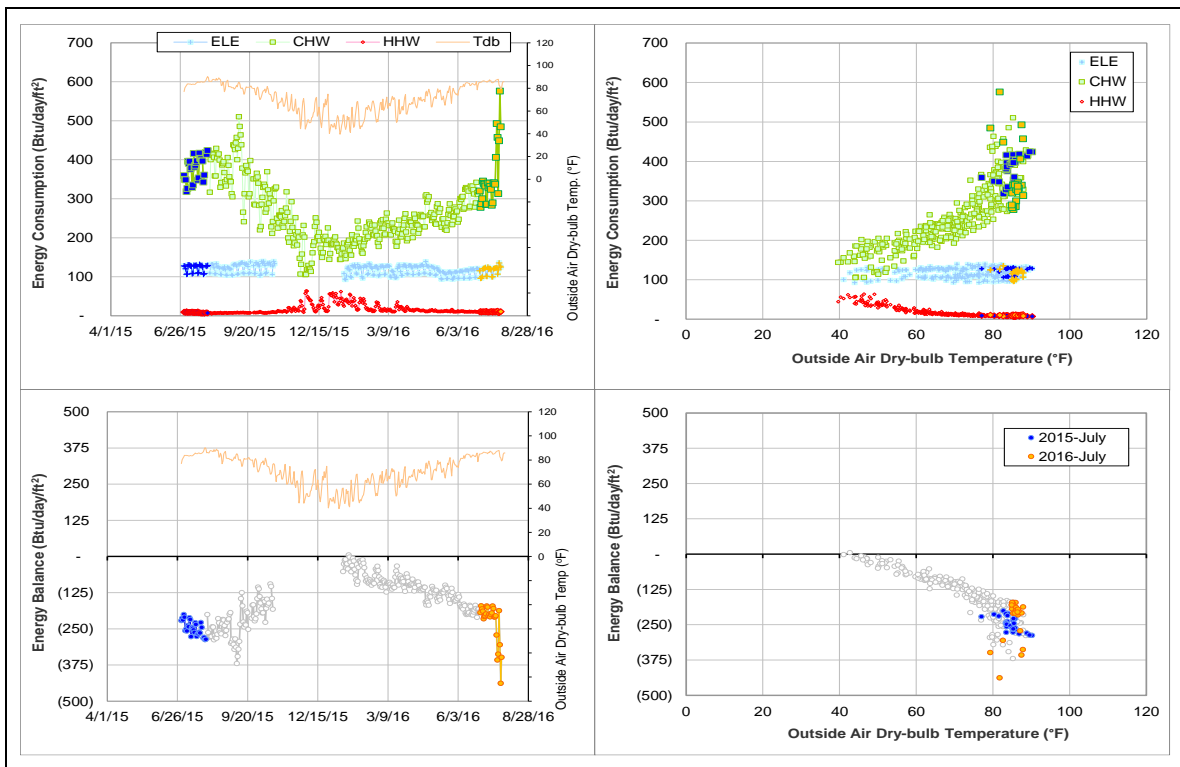 ELE CHW HHW Tdb
700
600
500
400
300
200
100
-
Energy Consumption (Btu/day/ft²)
120
100
80
60
40
20
0
Outside Air Dry-bulb Temp. (°F)
4/1/15 6/26/15 9/20/15 12/15/15 3/9/16 6/3/16 8/28/16
ELE
CHW
HHW
700
600
500
400
300
200
100
-
Energy Consumption (Btu/day/ft²)
0 20 40 60 80 100 120
Outside Air Dry-bulb Temperature (°F)
500
375
250
125
-
(125)
(250)
(375)
(500)
Energy Balance (Btu/day/ft²)
120
100
80
60
40
20
0
Outside Air Dry-bulb Temp (°F)
4/1/15 6/26/15 9/20/15 12/15/15 3/9/16 6/3/16 8/28/16
2015-July
2016-July
500
375
250
125
-
(125)
(250)
(375)
(500)
Energy Balance (Btu/day/ft²)
0 20 40 60 80 100 120
Outside Air Dry-bulb Temperature (°F)